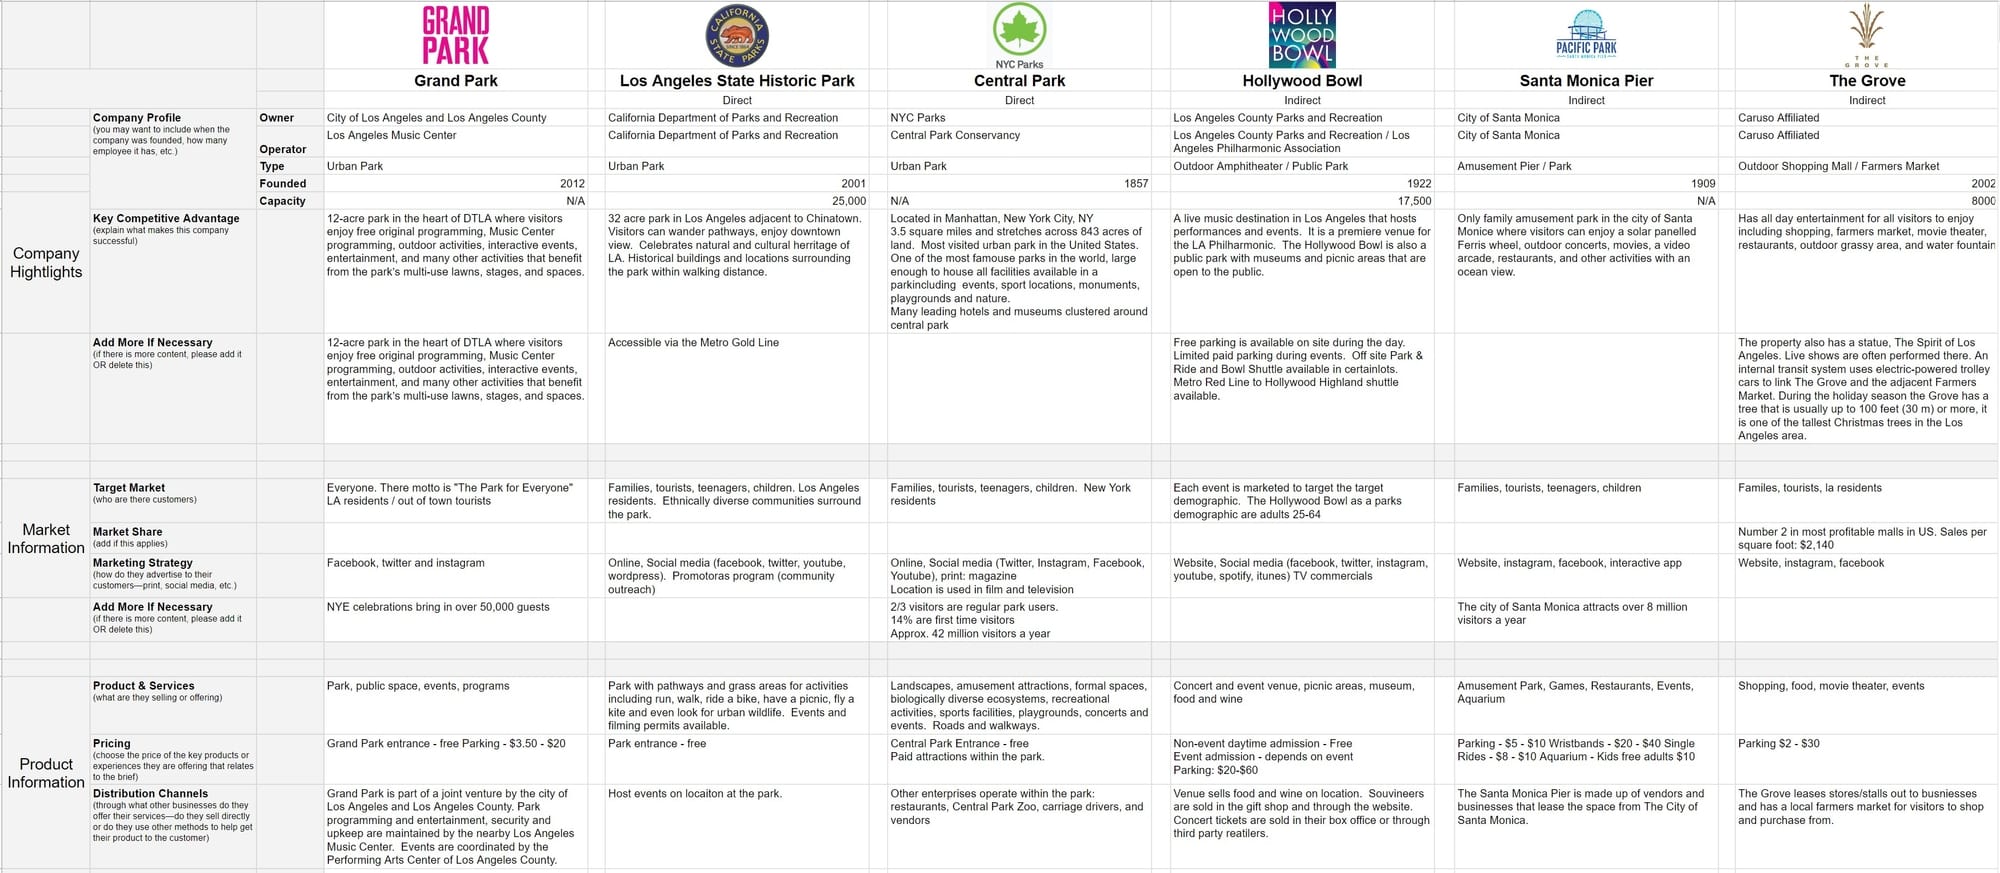 GRAND
PARK
CALIFORNIA
SINCE 1864
STATE PARKS
NYC Parks
HOLLY
WOOD
BOWL
PACIFIC PARK
SANTA MONICA PIER
THE
GROVE
Grand Park
Los Angeles State Historic Park
Central Park
Hollywood Bowl
Santa Monica Pier
The Grove
Direct
Direct
Indirect
Indirect
Indirect
Company Hightlights
Company Profile
(you may want to include when the
company was founded, how many
employee it has, etc.)
Owner
City of Los Angeles and Los Angeles County
California Department of Parks and Recreation
NYC Parks
Los Angeles County Parks and Recreation
City of Santa Monica
Caruso Affiliated
Operator
Los Angeles Music Center
California Department of Parks and Recreation
Central Park Conservancy
Los Angeles County Parks and Recreation / Los
Angeles Philharmonic Association
City of Santa Monica
Caruso Affiliated
Type
Urban Park
Urban Park
Urban Park
Outdoor Amphitheater / Public Park
Amusement Pier / Park
Outdoor Shopping Mall / Farmers Market
Founded
2012
2001
1857
1922
1909
2002
Capacity
N/A
25,000
N/A
17,500
N/A
8000
Key Competitive Advantage
(explain what makes this company
successful)
12-acre park in the heart of DTLA where visitors
enjoy free original programming, Music Center
programming, outdoor activities, interactive events,
entertainment, and many other activities that benefit
from the park's multi-use lawns, stages, and spaces.
32 acre park in Los Angeles adjacent to Chinatown.
Visitors can wander pathways, enjoy downtown
view. Celebrates natural and cultural herritage of
LA. Historical buildings and locations surrounding
the park within walking distance.
Located in Manhattan, New York City, NY
3.5 square miles and stretches across 843 acres of
land. Most visited urban park in the United States.
One of the most famouse parks in the world, large
enough to house all facilities available in a
parkincluding events, sport locations, monuments,
playgrounds and nature.
Many leading hotels and museums clustered around
central park
A live music destination in Los Angeles that hosts
performances and events. It is a premiere venue for
the LA Philharmonic. The Hollywood Bowl is also a
public park with museums and picnic areas that are
open to the public.
Only family amusement park in the city of Santa
Monice where visitors can enjoy a solar panelled
Ferris wheel, outdoor concerts, movies, a video
arcade, restaurants, and other activities with an
ocean view.
Has all day entertainment for all visitors to enjoy
including shopping, farmers market, movie theater,
restaurants, outdoor grassy area, and water fountain
Add More If Necessary
(if there is more content, please add it
OR delete this)
12-acre park in the heart of DTLA where visitors
enjoy free original programming, Music Center
programming, outdoor activities, interactive events,
entertainment, and many other activities that benefit
from the park's multi-use lawns, stages, and spaces.
Accessible via the Metro Gold Line
Free parking is available on site during the day.
Limited paid parking during events. Off site Park &
Ride and Bowl Shuttle available in certainlots.
Metro Red Line to Hollywood Highland shuttle
available.
The property also has a statue, The Spirit of Los
Angeles. Live shows are often performed there. An
internal transit system uses electric-powered trolley
cars to link The Grove and the adjacent Farmers
Market. During the holiday season the Grove has a
tree that is usually up to 100 feet (30 m) or more, it
is one of the tallest Christmas trees in the Los
Angeles area.
Market
Information
Target Market
(who are there customers)
Everyone. There motto is "The Park for Everyone"
LA residents / out of town tourists
Families, tourists, teenagers, children. Los Angeles
residents. Ethnically diverse communities surround
the park.
Families, tourists, teenagers, children. New York
residents
Each event is marketed to target the target
demographic. The Hollywood Bowl as a parks
demographic are adults 25-64
Families, tourists, teenagers, children
Familes, tourists, la residents
Market Share
(add if this applies)
Number 2 in most profitable malls in US. Sales per
square foot: $2,140
Marketing Strategy
(how do they advertise to their
customers—print, social media, etc.)
Facebook, twitter and instagram
Online, Social media (facebook, twitter, youtube,
wordpress). Promotoras program (community
outreach)
Online, Social media (Twitter, Instagram, Facebook,
Youtube), print: magazine
Location is used in film and television
Website, Social media (facebook, twitter, instagram,
youtube, spotify, itunes) TV commercials
Website, instagram, facebook, interactive app
Website, instagram, facebook
Add More If Necessary
(if there is more content, please add it
OR delete this)
NYE celebrations bring in over 50,000 guests
2/3 visitors are regular park users.
14% are first time visitors
Approx. 42 million visitors a year
The city of Santa Monica attracts over 8 million
visitors a year
Product
Information
Product & Services
(what are they selling or offering)
Park, public space, events, programs
Park with pathways and grass areas for activities
including run, walk, ride a bike, have a picnic, fly a
kite and even look for urban wildlife. Events and
filming permits available.
Landscapes, amusement attractions, formal spaces,
biologically diverse ecosystems, recreational
activities, sports facilities, playgrounds, concerts and
events. Roads and walkways.
Concert and event venue, picnic areas, museum,
food and wine
Amusement Park, Games, Restaurants, Events,
Aquarium
Shopping, food, movie theater, events
Pricing
(choose the price of the key products or
experiences they are offering that relates
to the brief)
Grand Park entrance - free Parking - $3.50 - $20
Park entrance - free
Central Park Entrance - free
Paid attractions within the park.
Non-event daytime admission - Free
Event admission - depends on event
Parking: $20-$60
Parking - $5 - $10 Wristbands - $20 - $40 Single
Rides - $8 - $10 Aquarium - Kids free adults $10
Parking $2 - $30
Distribution Channels
(through what other businesses do they
offer their services—do they sell directly
or do they use other methods to help get
their product to the customer)
Grand Park is part of a joint venture by the city of
Los Angeles and Los Angeles County. Park
programming and entertainment, security and
upkeep are maintained by the nearby Los Angeles
Music Center. Events are coordinated by the
Performing Arts Center of Los Angeles County.
Host events on locaiton at the park.
Other enterprises operate within the park:
restaurants, Central Park Zoo, carriage drivers, and
vendors
Venue sells food and wine on location. Souvineers
are sold in the gift shop and through the website.
Concert tickets are sold in their box office or through
third party reatilers.
The Santa Monica Pier is made up of vendors and
businesses that lease the space from The City of
Santa Monica.
The Grove leases stores/stalls out to busniesses
and has a local farmers market for visitors to shop
and purchase from.